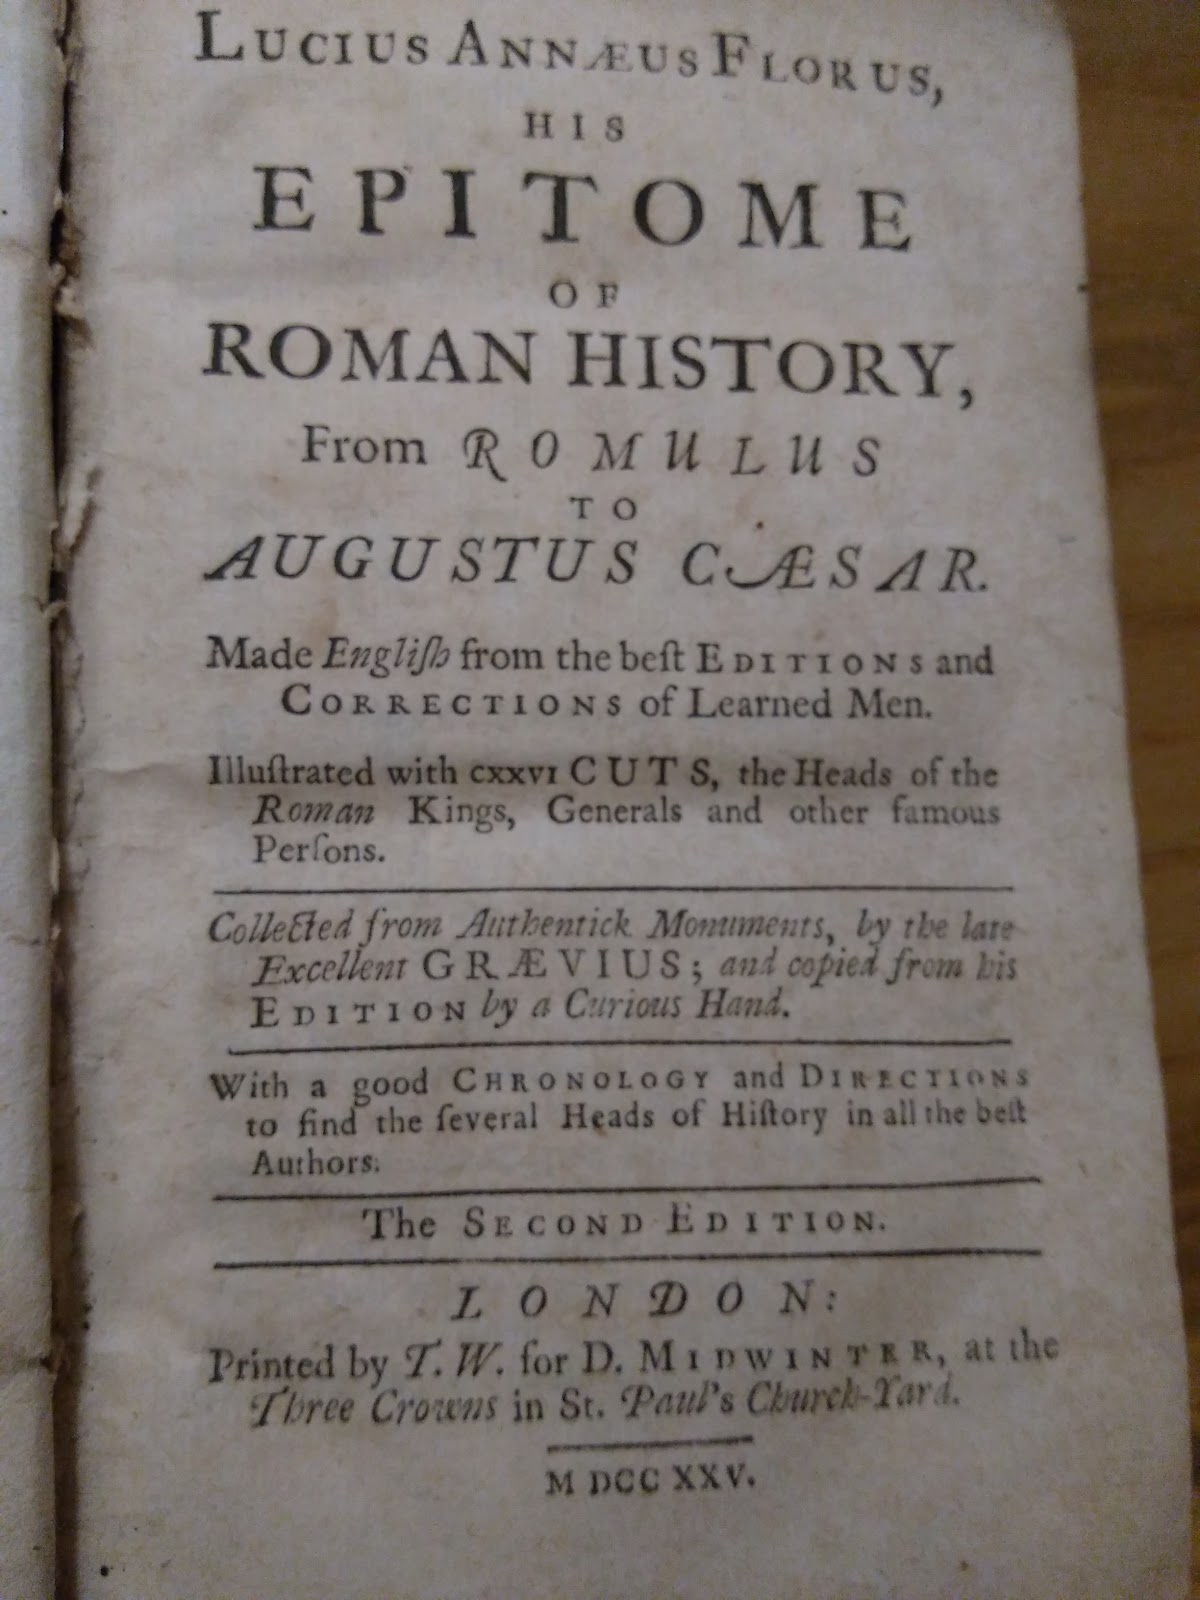 LUCIUS ANNÆUS FLORUS,
HIS
EPITOME
OF
ROMAN HISTORY,
From ROMULUS
TO
AUGUSTUS CÆSAR.
Made Engliſh from the beſt EDITIONS and
CORRECTIONS of Learned Men.
Illuſtrated with CXXVI CUTS, the Heads of the
Roman Kings, Generals and other famous
Perſons.
Collected from Authentick Monuments, by the late
Excellent GRÆVIUS; and copied from his
EDITION by a Curious Hand.
With a good CHRONOLOGY and DIRECTIONS
to find the ſeveral Heads of Hiſtory in all the beſt
Authors.
The SECOND EDITION.
LONDON:
Printed by T. W. for D. MIDWINTER, at the
Three Crowns in St. Paul's Church-Yard.
M DCC XXV.